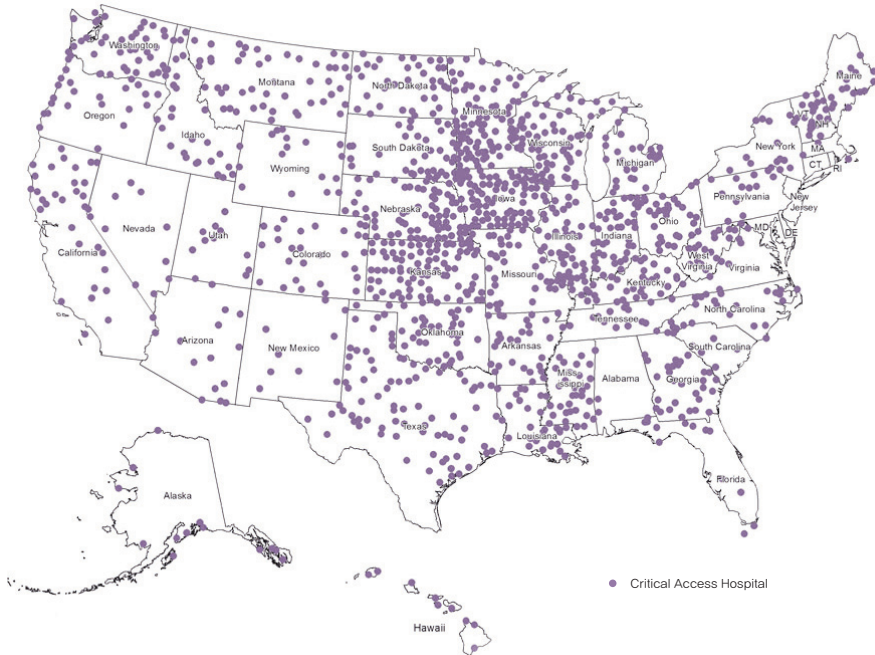 Washington
Maine
Montana
North Dakota
Minnesota
VT
NH
Oregon
Idaho
South Dakota
Wisconsin
New York
MA
CT
RI
Michigan
Wyoming
Pennsylvania
New
Jersey
Nebraska
Iowa
Ohio
Nevada
Utah
Illinois
Indiana
MD
DE
California
Colorado
Kansas
Missouri
West
Virginia
Virginia
Kentucky
North Carolina
Tennessee
Arizona
New Mexico
Oklahoma
Arkansas
South Carolina
Miss-
issippi
Alabama
Georgia
Texas
Louisiana
Florida
Alaska
Critical Access Hospital
Hawaii